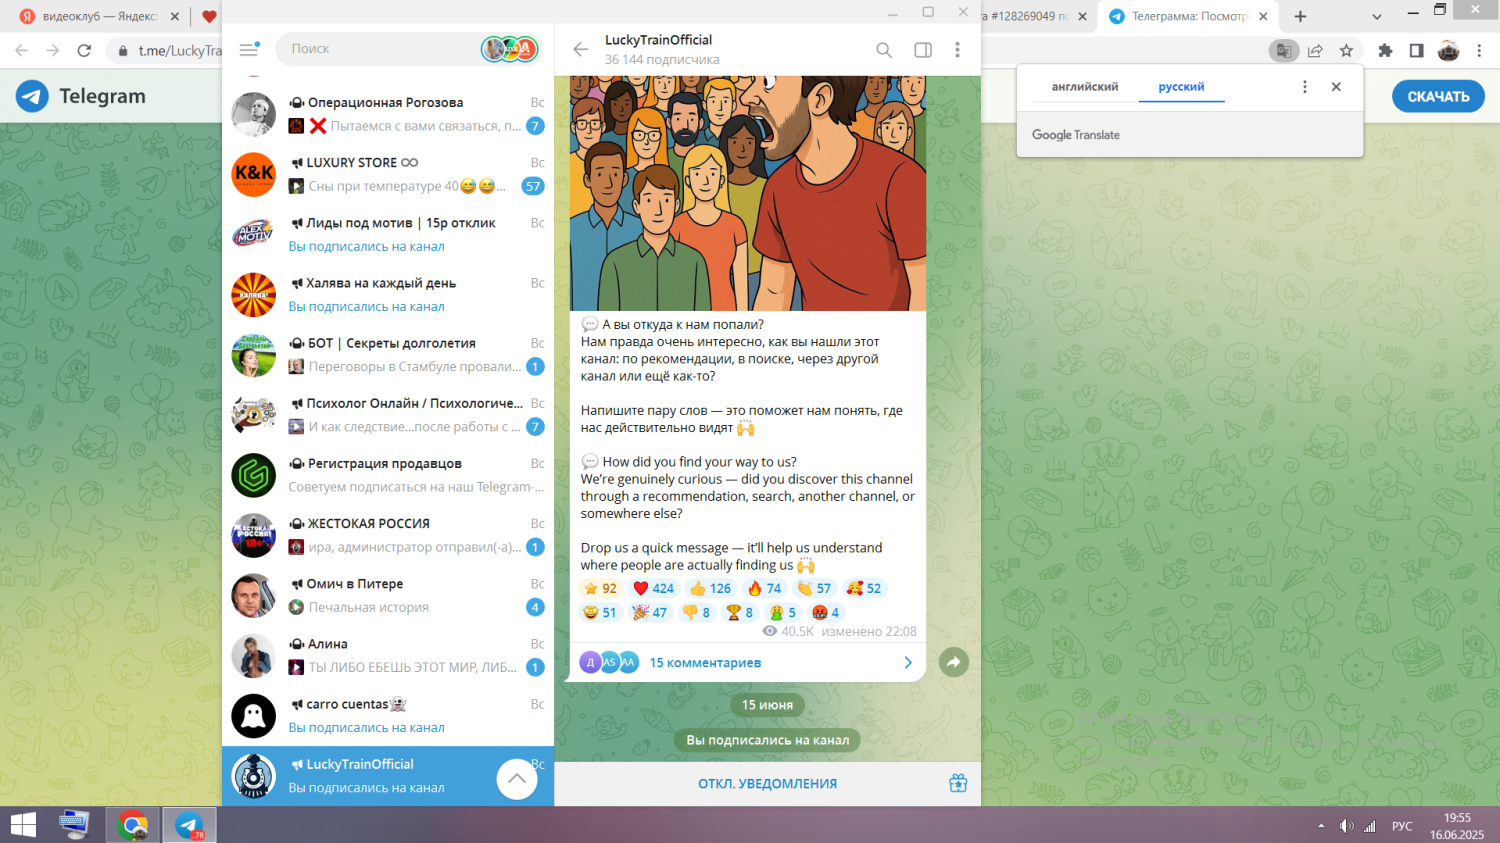 видеоклуб — Яндекс:
та #128269049 по
Телеграмма: Посмотр
t.me/LuckyTra
Telegram
СКАЧАТЬ
английский
русский
Google Translate
Поиск
Операционная Рогозова
Вс
❌ Пытаемся с вами связаться, п...
7
K&K
LUXURY STORE ♾
Вс
Сны при температуре 40😅😅...
57
ALEX MOTIV
Лиды под мотив | 15р отклик
Вс
Вы подписались на канал
ХАЛЯВА!
Халява на каждый день
Вс
Вы подписались на канал
БОТ | Секреты долголетия
Вс
Переговоры в Стамбуле провали...
1
Психолог Онлайн / Психологиче...
Вс
И как следствие...после работы с ...
7
Регистрация продавцов
Вс
Советуем подписаться на наш Telegram-...
ЖЕСТОКАЯ РОССИЯ
Вс
ира, администратор отправил(-а)...
1
Омич в Питере
Вс
Печальная история
4
Алина
Вс
ТЫ ЛИБО ЕБЕШЬ ЭТОТ МИР, ЛИБ...
1
carro cuentas👻
Вс
Вы подписались на канал
LuckyTrainOfficial
Вс
Вы подписались на канал
LuckyTrainOfficial
36 144 подписчика
💬 А вы откуда к нам попали?
Нам правда очень интересно, как вы нашли этот
канал: по рекомендации, в поиске, через другой
канал или ещё как-то?
Напишите пару слов — это поможет нам понять, где
нас действительно видят 🙌
💬 How did you find your way to us?
We’re genuinely curious — did you discover this channel
through a recommendation, search, another channel, or
somewhere else?
Drop us a quick message — it’ll help us understand
where people are actually finding us 🙌
⭐ 92 ❤ 424 👍 126 🔥 74 👏 57 🥰 52
🤩 51 🎉 47 👎 8 🏆 8 🤮 5 🤬 4
40.5K изменено 22:08
Д AS AA 15 комментариев
15 июня
Вы подписались на канал
ОТКЛ. УВЕДОМЛЕНИЯ
..78
РУС
19:55
16.06.2025